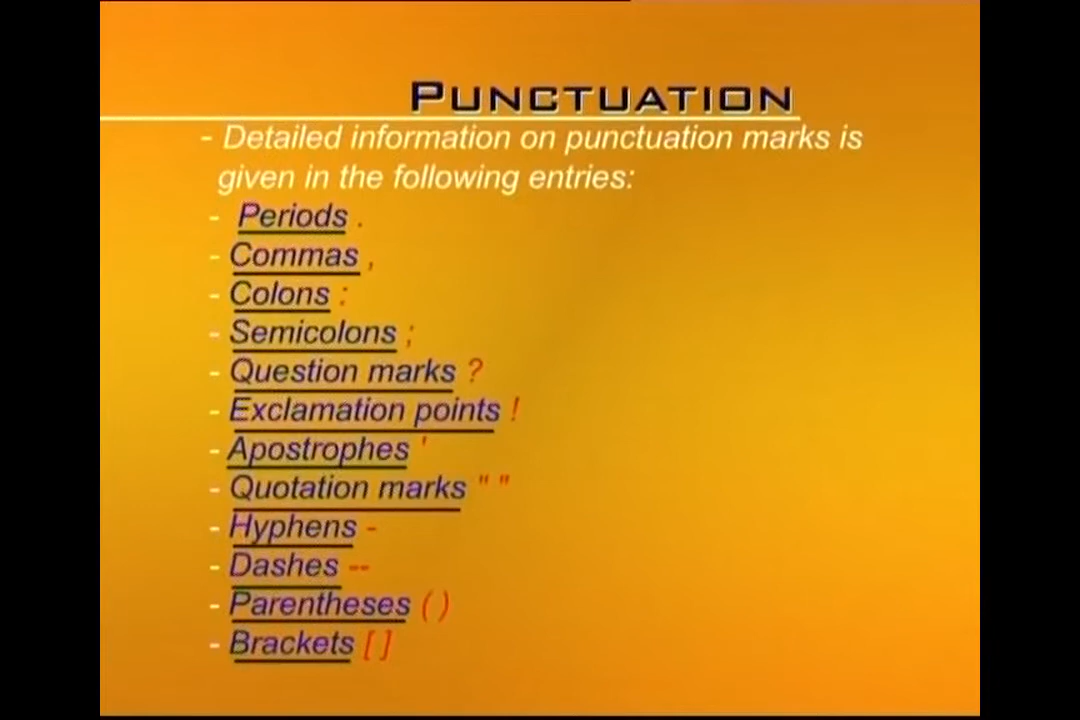 PUNCTUATION
- Detailed information on punctuation marks is
given in the following entries:
- Periods .
- Commas ,
- Colons :
- Semicolons ;
- Question marks ?
- Exclamation points !
- Apostrophes '
- Quotation marks " "
- Hyphens -
- Dashes --
- Parentheses ( )
- Brackets [ ]